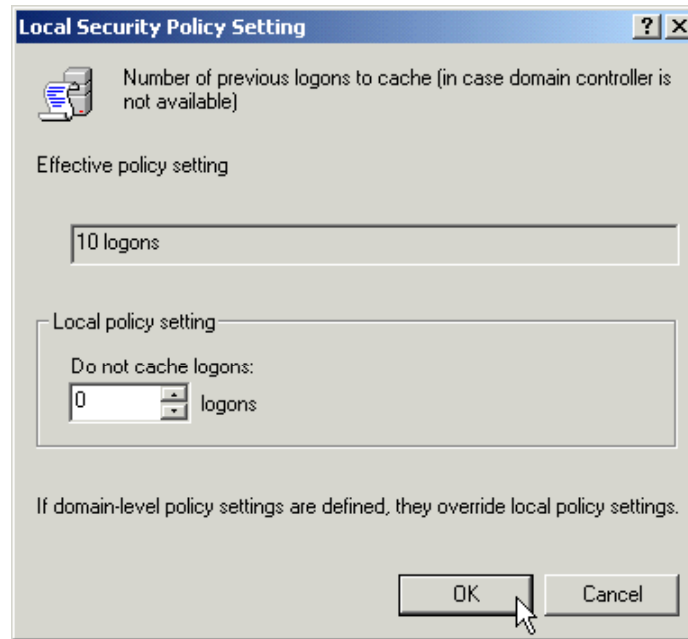 Local Security Policy Setting
Number of previous logons to cache (in case domain controller is
not available)
Effective policy setting
10 logons
Local policy setting
Do not cache logons:
0 logons
If domain-level policy settings are defined, they override local policy settings.
OK Cancel